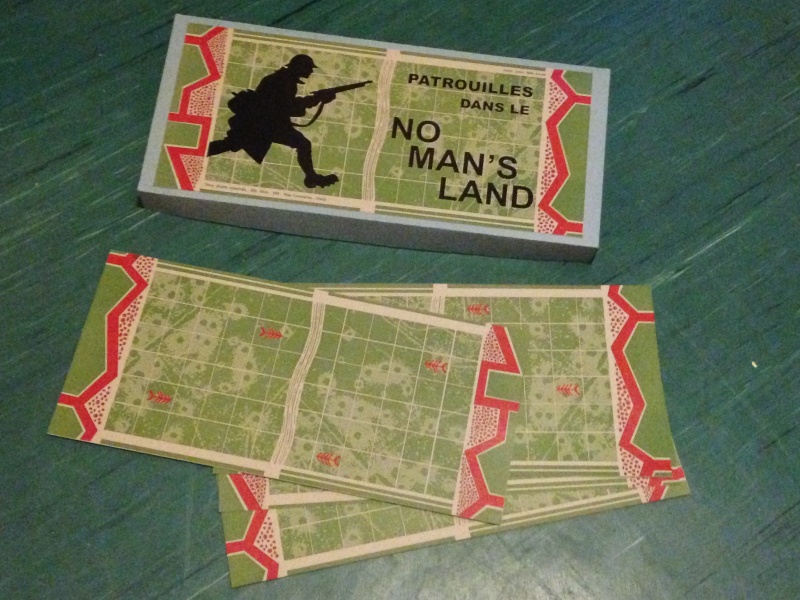 PATROUILLES
DANS LE
NO
MAN'S
LAND